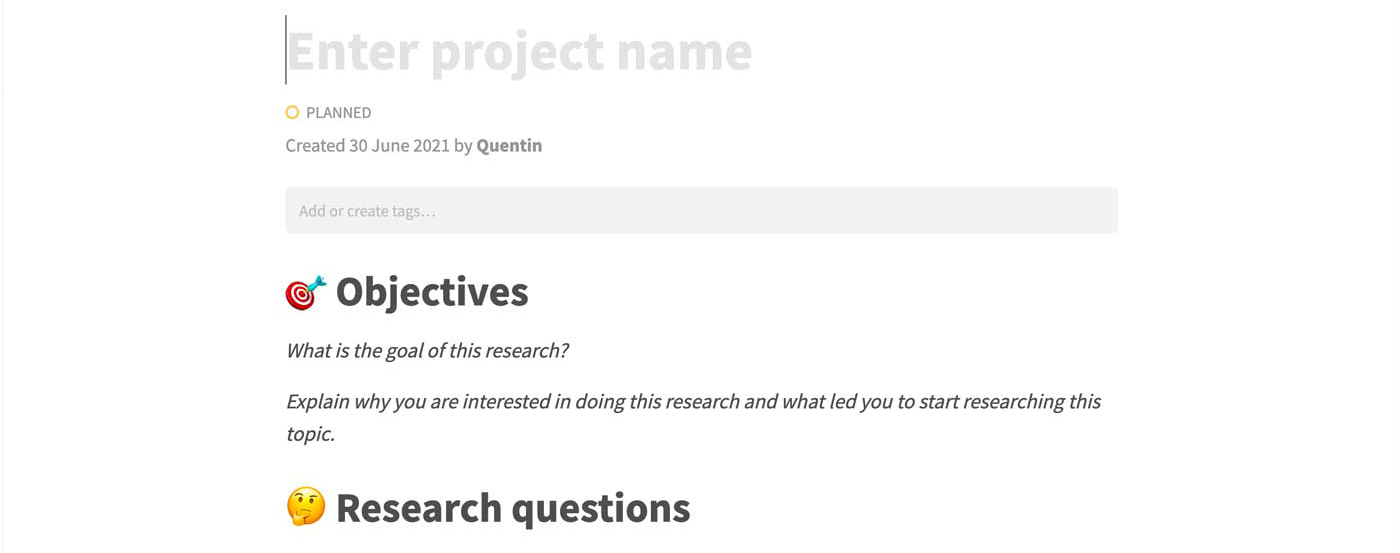 Enter project name
PLANNED
Created 30 June 2021 by Quentin
Add or create tags…
🎯 Objectives
What is the goal of this research?
Explain why you are interested in doing this research and what led you to start researching this
topic.
🤔 Research questions